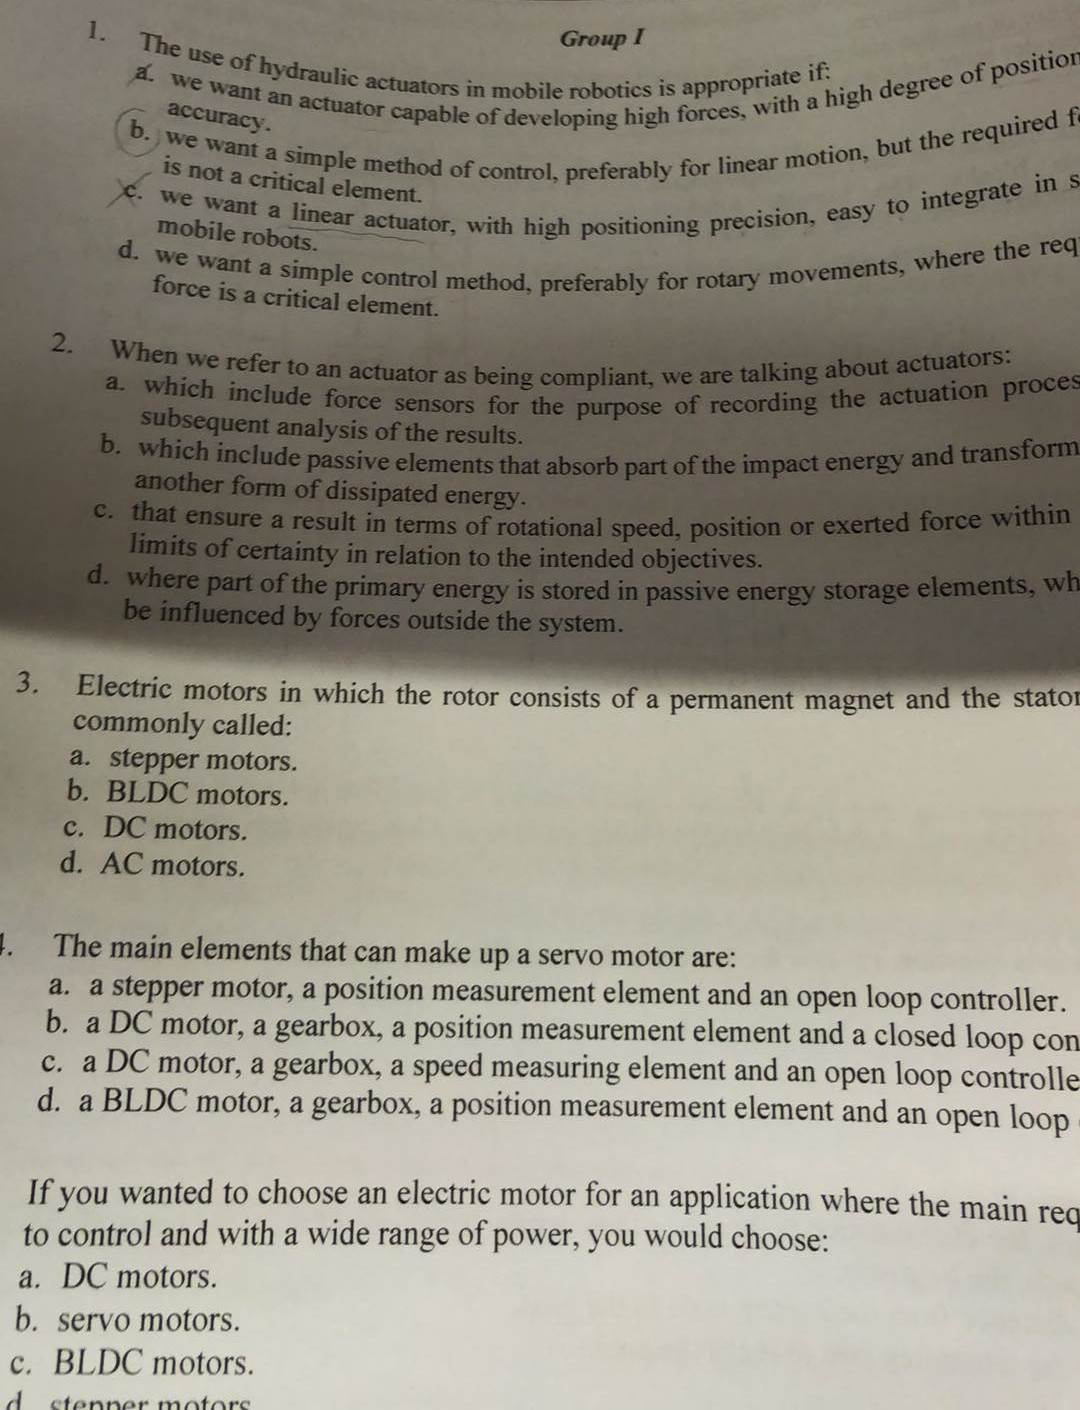 Group I
1. The use of hydraulic actuators in mobile robotics is appropriate if:
a. we want an actuator capable of developing high forces, with a high degree of position
accuracy.
b. we want a simple method of control, preferably for linear motion, but the required
is not a critical element.
c. we want a linear actuator, with high positioning precision, easy to integrate in
mobile robots.
d. we want a simple control method, preferably for rotary movements, where the
force is a critical element.
2. When we refer to an actuator as being compliant, we are talking about actuators:
a. which include force sensors for the purpose of recording the actuation proces
subsequent analysis of the results.
b. which include passive elements that absorb part of the impact energy and transform
another form of dissipated energy.
c. that ensure a result in terms of rotational speed, position or exerted force within
limits of certainty in relation to the intended objectives.
d. where part of the primary energy is stored in passive energy storage elements, wh
be influenced by forces outside the system.
3. Electric motors in which the rotor consists of a permanent magnet and the stator
commonly called:
a. stepper motors.
b. BLDC motors.
c. DC motors.
d. AC motors.
The main elements that can make up a servo motor are:
a. a stepper motor, a position measurement element and an open loop controller.
b. a DC motor, a gearbox, a position measurement element and a closed loop con
c. a DC motor, a gearbox, a speed measuring element and an open loop controlle
d. a BLDC motor, a gearbox, a position measurement element and an open loop
If you wanted to choose an electric motor for an application where the main req
to control and with a wide range of power, you would choose:
a. DC motors.
b. servo motors.
c. BLDC motors.
d. stepper motors